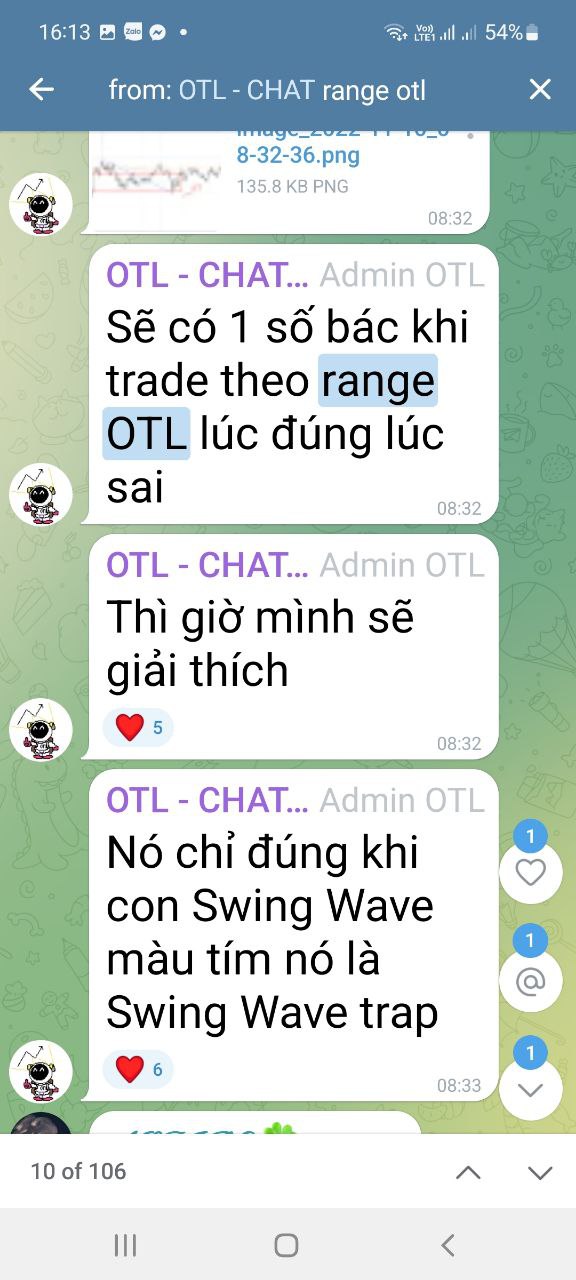 16:13
Zalo
Vo))
LTE1
54%
from: OTL - CHAT range otl
8-32-36.png
135.8 KB PNG
08:32
OTL - CHAT... Admin OTL
Sẽ có 1 số bác khi
trade theo range
OTL lúc đúng lúc
sai
08:32
OTL - CHAT... Admin OTL
Thì giờ mình sẽ
giải thích
5
08:32
OTL - CHAT... Admin OTL
Nó chỉ đúng khi
con Swing Wave
màu tím nó là
Swing Wave trap
6
08:33
1
1
@
1
10 of 106